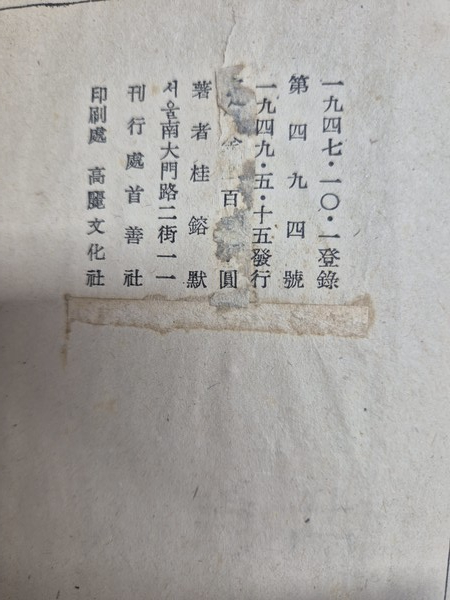 一九四七·一〇·一登錄
第四九四號
一九四九·五·十五發行
百 圓
著者桂鎔默
서울南大門路二街一一
刊行處首善社
印刷處 高麗文化社